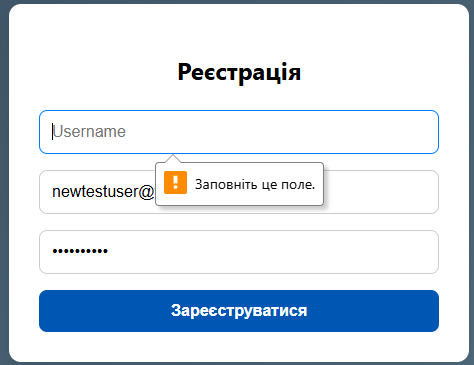 Реєстрація
Username
Заповніть це поле.
newtestuser@
••••••••••
Зареєструватися